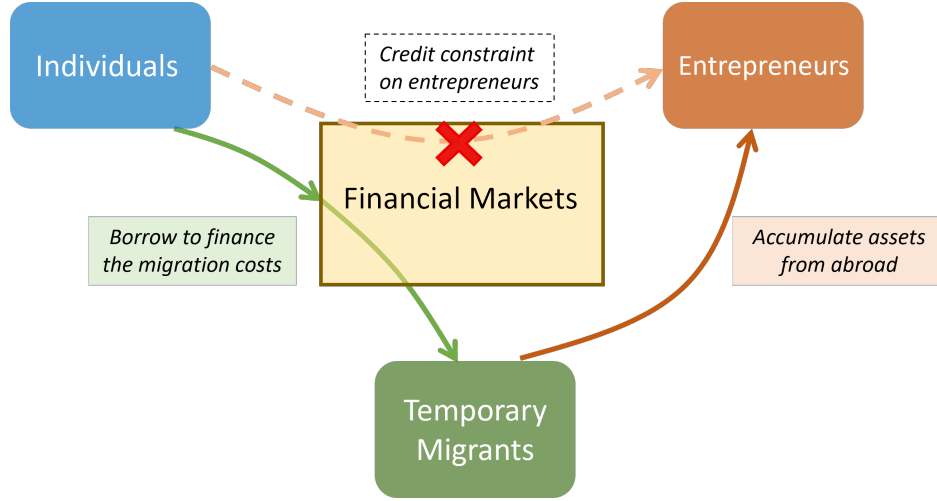 Individuals
Credit constraint
on entrepreneurs
Entrepreneurs
Financial Markets
Borrow to finance
the migration costs
Accumulate assets
from abroad
Temporary
Migrants